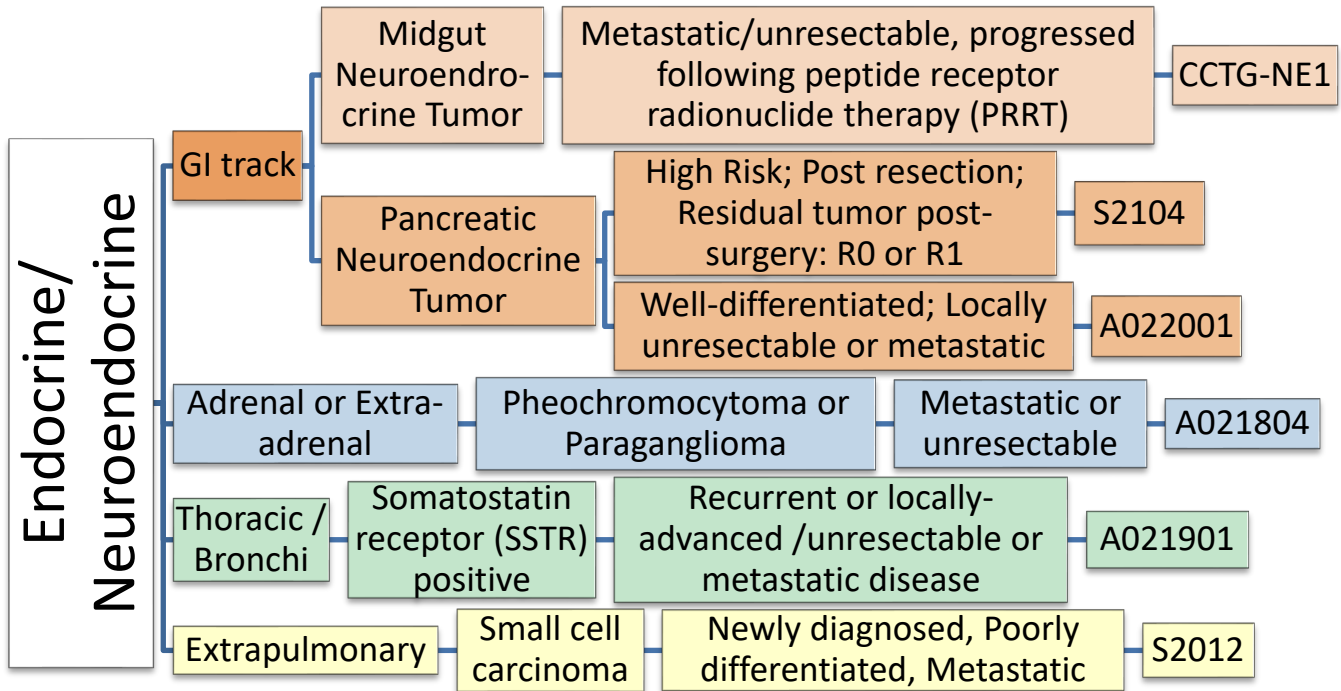 Endocrine/
Neuroendocrine
GI track
Midgut
Neuroendro-
crine Tumor
Metastatic/unresectable, progressed
following peptide receptor
radionuclide therapy (PRRT)
CCTG-NE1
Pancreatic
Neuroendocrine
Tumor
High Risk; Post resection;
Residual tumor post-
surgery: R0 or R1
S2104
Well-differentiated; Locally
unresectable or metastatic
A022001
Adrenal or Extra-
adrenal
Pheochromocytoma or
Paraganglioma
Metastatic or
unresectable
A021804
Thoracic /
Bronchi
Somatostatin
receptor (SSTR)
positive
Recurrent or locally-
advanced /unresectable or
metastatic disease
A021901
Extrapulmonary
Small cell
carcinoma
Newly diagnosed, Poorly
differentiated, Metastatic
S2012